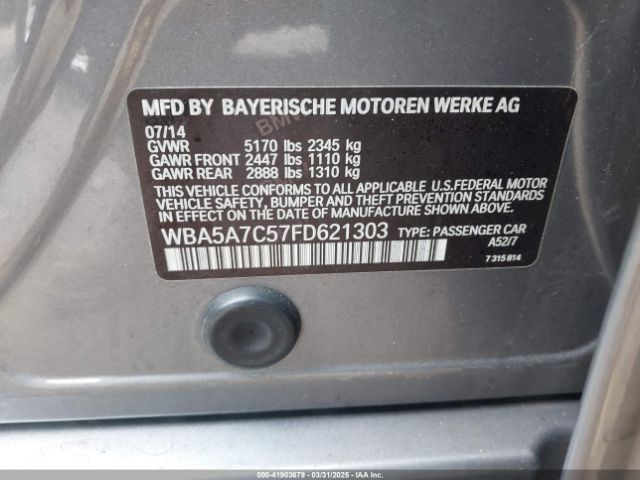 MFD BY BAYERISCHE MOTOREN WERKE AG
07/14
GVWR 5170 lbs 2345 kg
GAWR FRONT 2447 lbs 1110 kg
GAWR REAR 2888 lbs 1310 kg
THIS VEHICLE CONFORMS TO ALL APPLICABLE U.S.FEDERAL MOTOR
VEHICLE SAFETY, BUMPER AND THEFT PREVENTION STANDARDS
IN EFFECT ON THE DATE OF MANUFACTURE SHOWN ABOVE.
WBA5A7C57FD621303 TYPE: PASSENGER CAR
A52/7
7 315 814
000-41903679 - 03/31/2025 - IAAI.COM